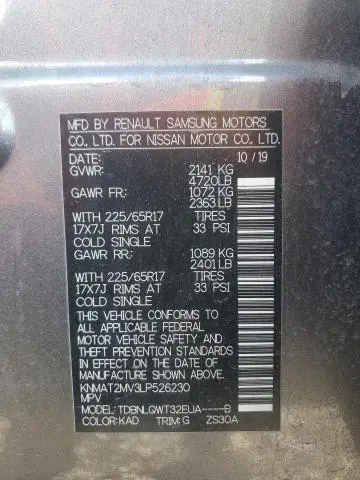 MFD BY RENAULT SAMSUNG MOTORS
CO., LTD. FOR NISSAN MOTOR CO., LTD.
DATE: 10 / 19
GVWR: 2141 KG
4720LB
GAWR FR: 1072 KG
2363 LB
WITH 225/65R17 TIRES
17X7J RIMS AT 33 PSI
COLD SINGLE
GAWR RR: 1089 KG
2401 LB
WITH 225/65R17 TIRES
17X7J RIMS AT 33 PSI
COLD SINGLE
THIS VEHICLE CONFORMS TO
ALL APPLICABLE FEDERAL
MOTOR VEHICLE SAFETY STANDARDS
IN EFFECT ON THE DATE OF
MANUFACTURE SHOWN ABOVE.
KNMAT2MV3LP526230
MPV
MODEL: TDBNLQWT32EUA----B
COLOR: KAD TRIM: G ZS30A